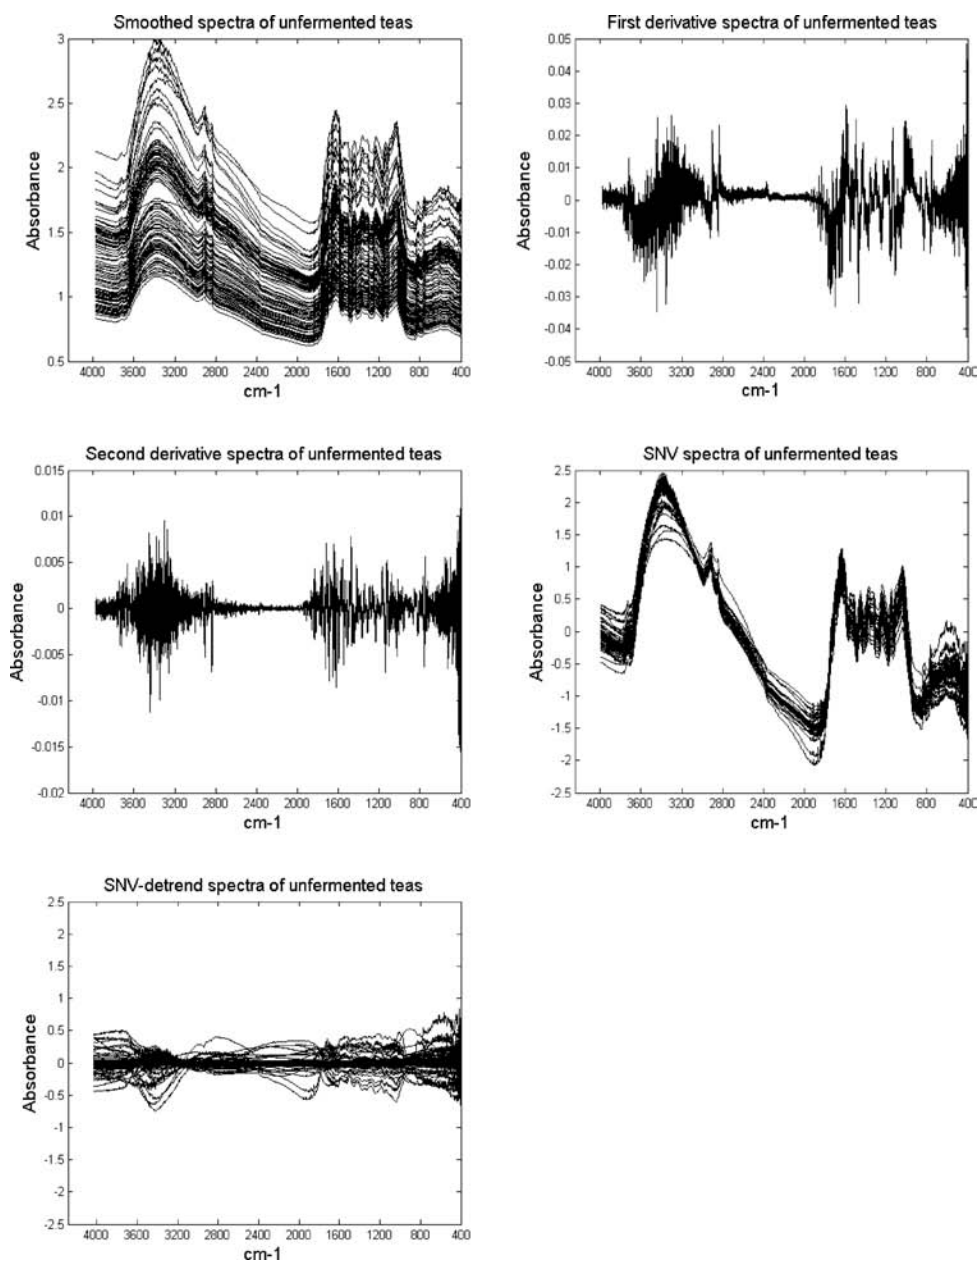 Smoothed spectra of unfermented teas
3
2.5
2
1.5
1
0.5
Absorbance
4000 3600 3200 2800 2400 2000 1600 1200 800 400
cm-1
First derivative spectra of unfermented teas
0.05
0.04
0.03
0.02
0.01
0
-0.01
-0.02
-0.03
-0.04
-0.05
Absorbance
4000 3600 3200 2800 2400 2000 1600 1200 800 400
cm-1
Second derivative spectra of unfermented teas
0.015
0.01
0.005
0
-0.005
-0.01
-0.015
-0.02
Absorbance
4000 3600 3200 2800 2400 2000 1600 1200 800 400
cm-1
SNV spectra of unfermented teas
2.5
2
1.5
1
0.5
0
-0.5
-1
-1.5
-2
-2.5
Absorbance
4000 3600 3200 2800 2400 2000 1600 1200 800 400
cm-1
SNV-detrend spectra of unfermented teas
2.5
2
1.5
1
0.5
0
-0.5
-1
-1.5
-2
-2.5
Absorbance
4000 3600 3200 2800 2400 2000 1600 1200 800 400
cm-1